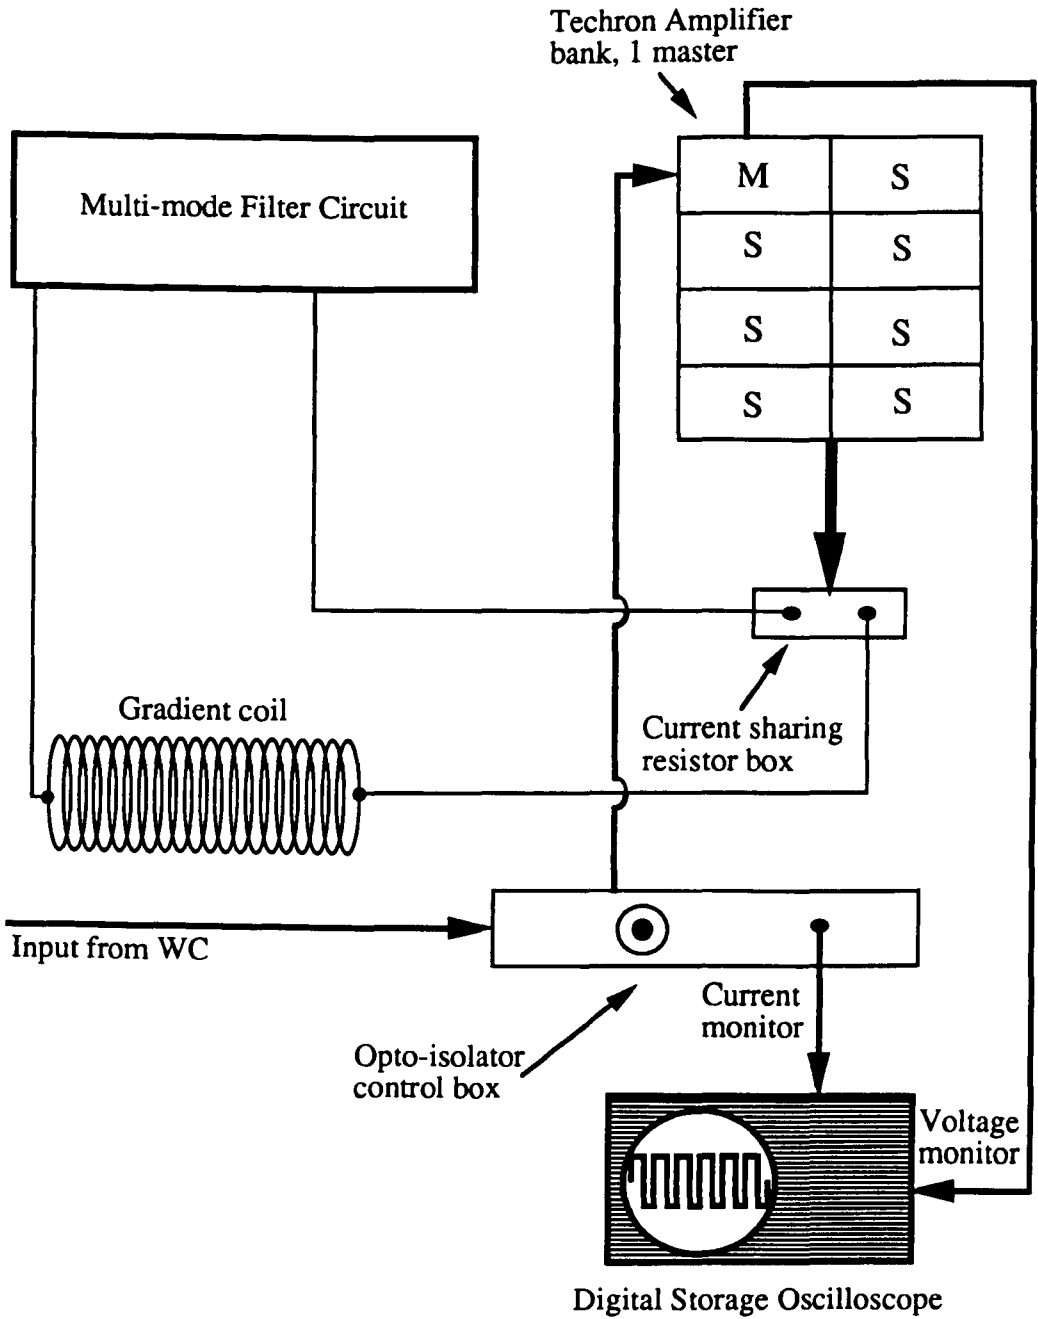 Techron Amplifier
bank, 1 master
Multi-mode Filter Circuit
M
S
S
S
S
S
S
S
Gradient coil
Current sharing
resistor box
Input from WC
Current
monitor
Opto-isolator
control box
Voltage
monitor
Digital Storage Oscilloscope